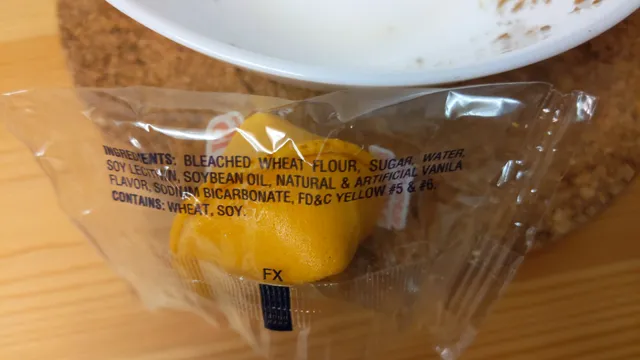 INGREDIENTS: BLEACHED WHEAT FLOUR, SUGAR, WATER,
SOY LECITHIN, SOYBEAN OIL, NATURAL & ARTIFICIAL VANILA
FLAVOR, SODIUM BICARBONATE, FD&C YELLOW #5 & #6.
CONTAINS: WHEAT, SOY.
FX